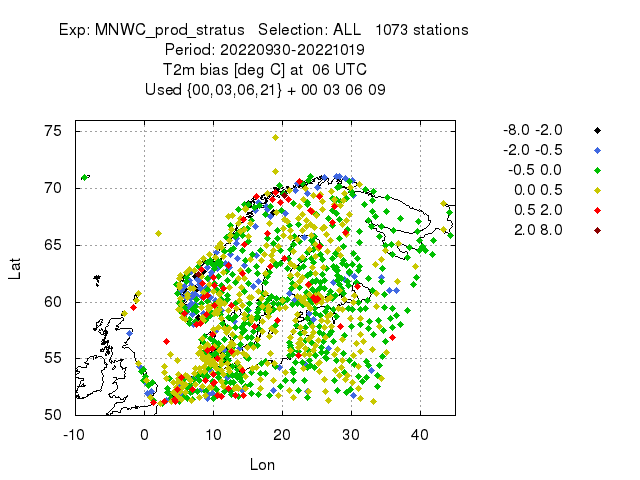 Exp: MNWC_prod_stratus   Selection: ALL   1073 stations
Period: 20220930-20221019
T2m bias [deg C] at  06 UTC
Used {00,03,06,21} + 00 03 06 09
-8.0 -2.0
-2.0 -0.5
-0.5 0.0
0.0 0.5
0.5 2.0
2.0 8.0
75
70
65
60
55
50
Lat
-10 0 10 20 30 40
Lon